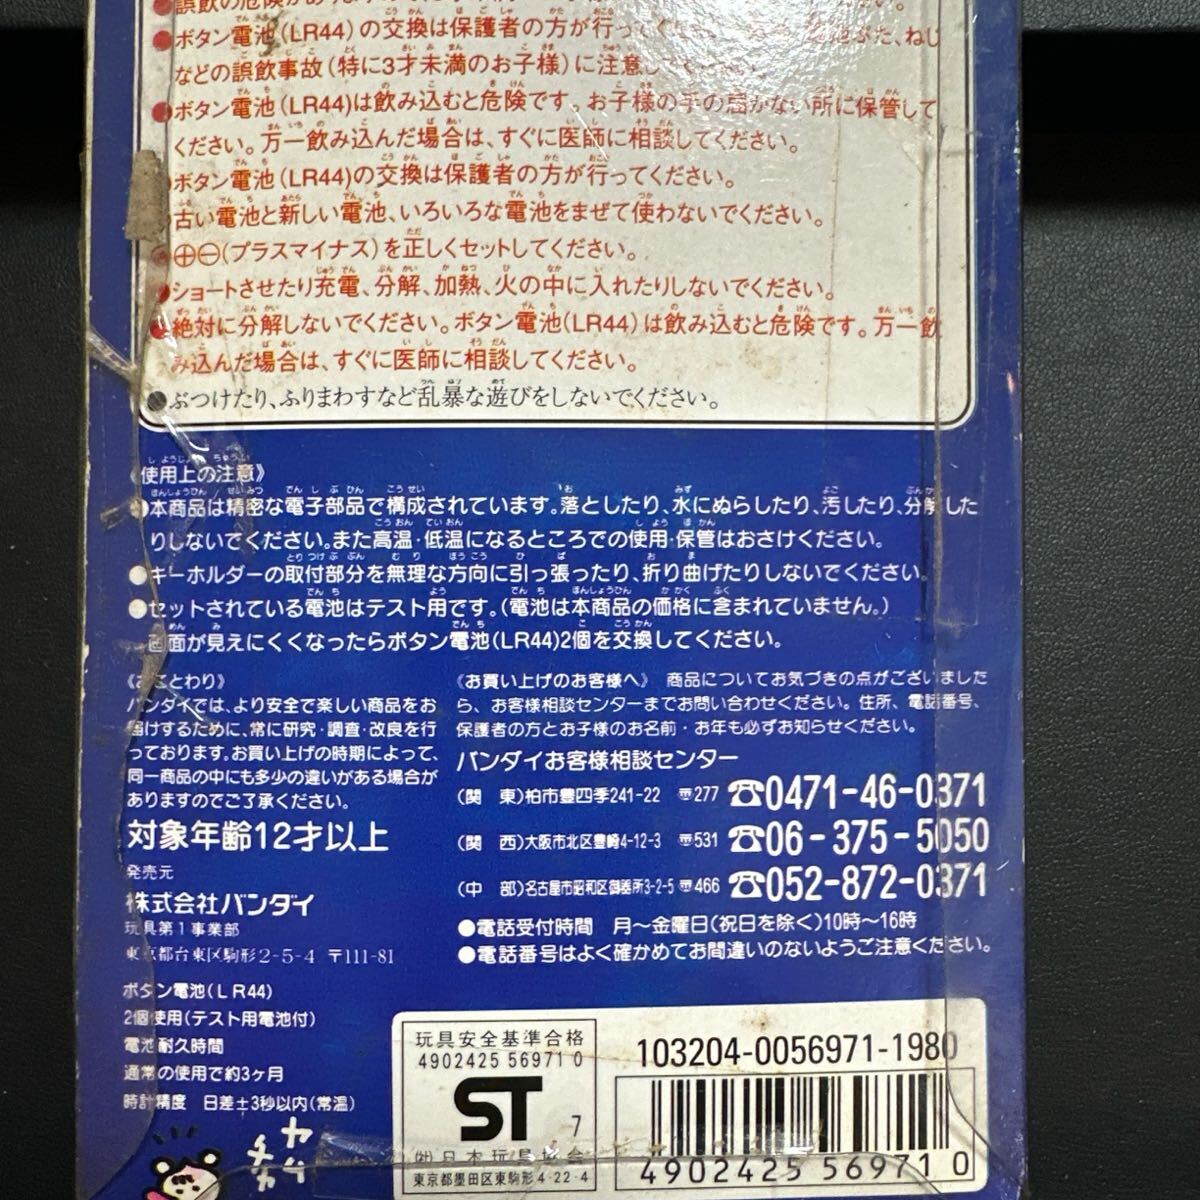 ●ボタン電池(LR44)の交換は保護者の方が行って
などの誤飲事故(特に3才未満のお子様)に注意して
●ボタン電池(LR44)は飲み込むと危険です。お子様の手の届かない所に保管して
ください。万一飲み込んだ場合は、すぐに医師に相談してください。
●ボタン電池(LR44)の交換は保護者の方が行ってください。
●古い電池と新しい電池、いろいろな電池をまぜて使わないでください。
●⊕⊖(プラスマイナス)を正しくセットしてください。
●ショートさせたり充電、分解、加熱、火の中に入れたりしないでください。
●絶対に分解しないでください。ボタン電池(LR44)は飲み込むと危険です。万一飲
み込んだ場合は、すぐに医師に相談してください。
●ぶつけたり、ふりまわすなど乱暴な遊びをしないでください。
《使用上の注意》
●本商品は精密な電子部品で構成されています。落としたり、水にぬらしたり、汚したり、分解した
りしないでください。また高温・低温になるところでの使用・保管はおさけください。
●キーホルダーの取付部分を無理な方向に引っ張ったり、折り曲げたりしないでください。
●セットされている電池はテスト用です。(電池は本商品の価格に含まれていません。)
画面が見えにくくなったらボタン電池(LR44)2個を交換してください。
《おことわり》
バンダイでは、より安全で楽しい商品をお
届けするために、常に研究・調査・改良を行
っております。お買い上げの時期によって、
同一商品の中にも多少の違いがある場合が
ありますのでご了承ください。
対象年齢12才以上
発売元
株式会社バンダイ
玩具第1事業部
東京都台東区駒形2-5-4 〒111-81
ボタン電池(LR44)
2個使用(テスト用電池付)
電池耐久時間
通常の使用で約3ヶ月
時計精度 日差±3秒以内(常温)
《お買い上げのお客様へ》 商品についてお気づきの点がございました
ら、お客様相談センターまでお問い合わせください。住所、電話番号、
保護者の方とお子様のお名前・お年も必ずお知らせください。
バンダイお客様相談センター
(関 東)柏市豊四季241-22 〠277 ☎0471-46-0371
(関 西)大阪市北区豊崎4-12-3 〠531 ☎06-375-5050
(中 部)名古屋市昭和区御器所3-2-5 〠466 ☎052-872-0371
●電話受付時間 月〜金曜日(祝日を除く)10時〜16時
●電話番号はよく確かめてお間違いのないようご注意ください。
玩具安全基準合格
4902425 56971 0
ST
7
㈳日本玩具協会
東京都墨田区東駒形4-22-4
103204-0056971-1980
4902425 569710